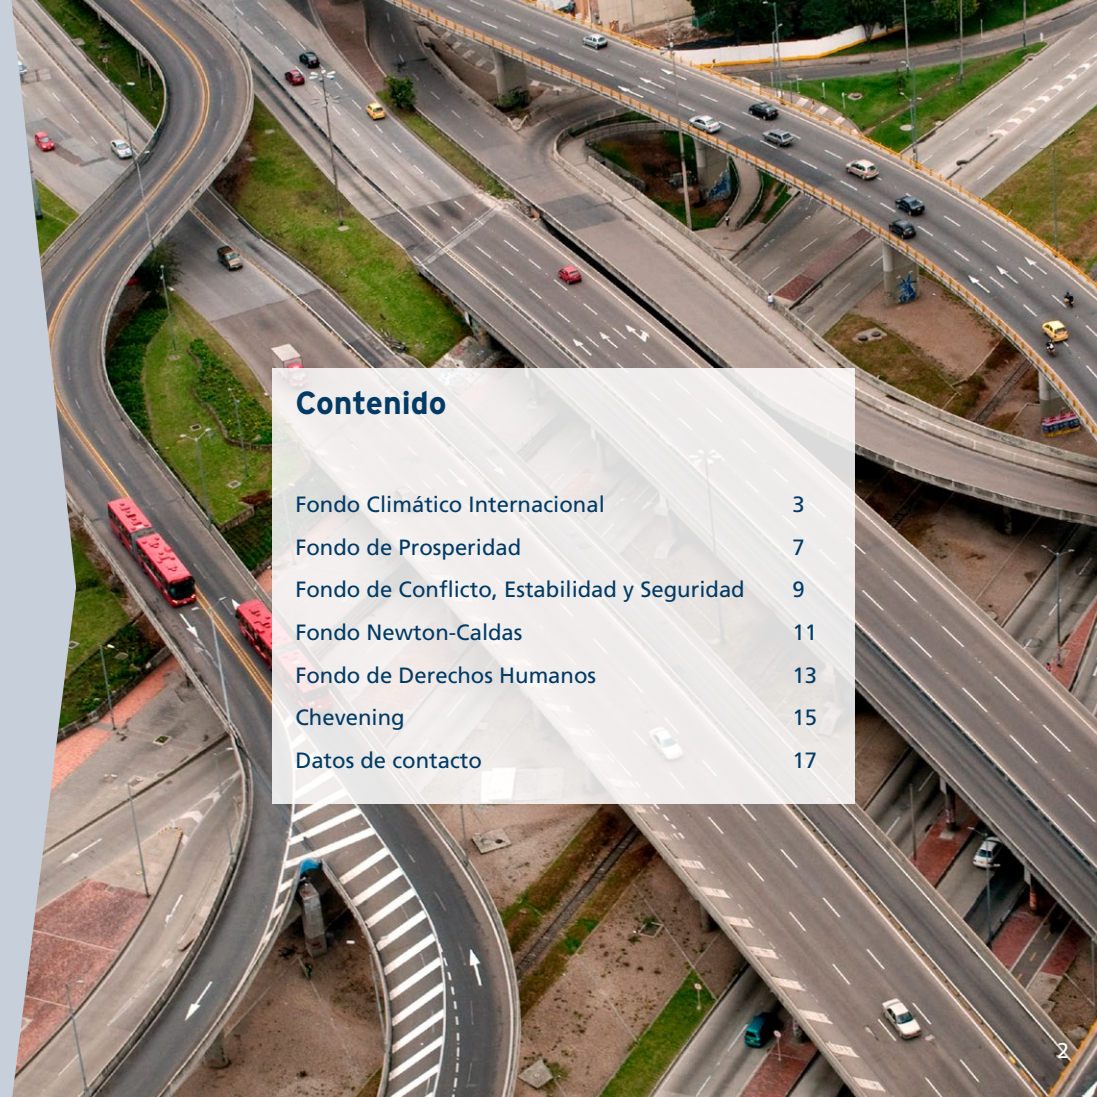 Contenido
Fondo Climático Internacional 3
Fondo de Prosperidad 7
Fondo de Conflicto, Estabilidad y Seguridad 9
Fondo Newton-Caldas 11
Fondo de Derechos Humanos 13
Chevening 15
Datos de contacto 17
2